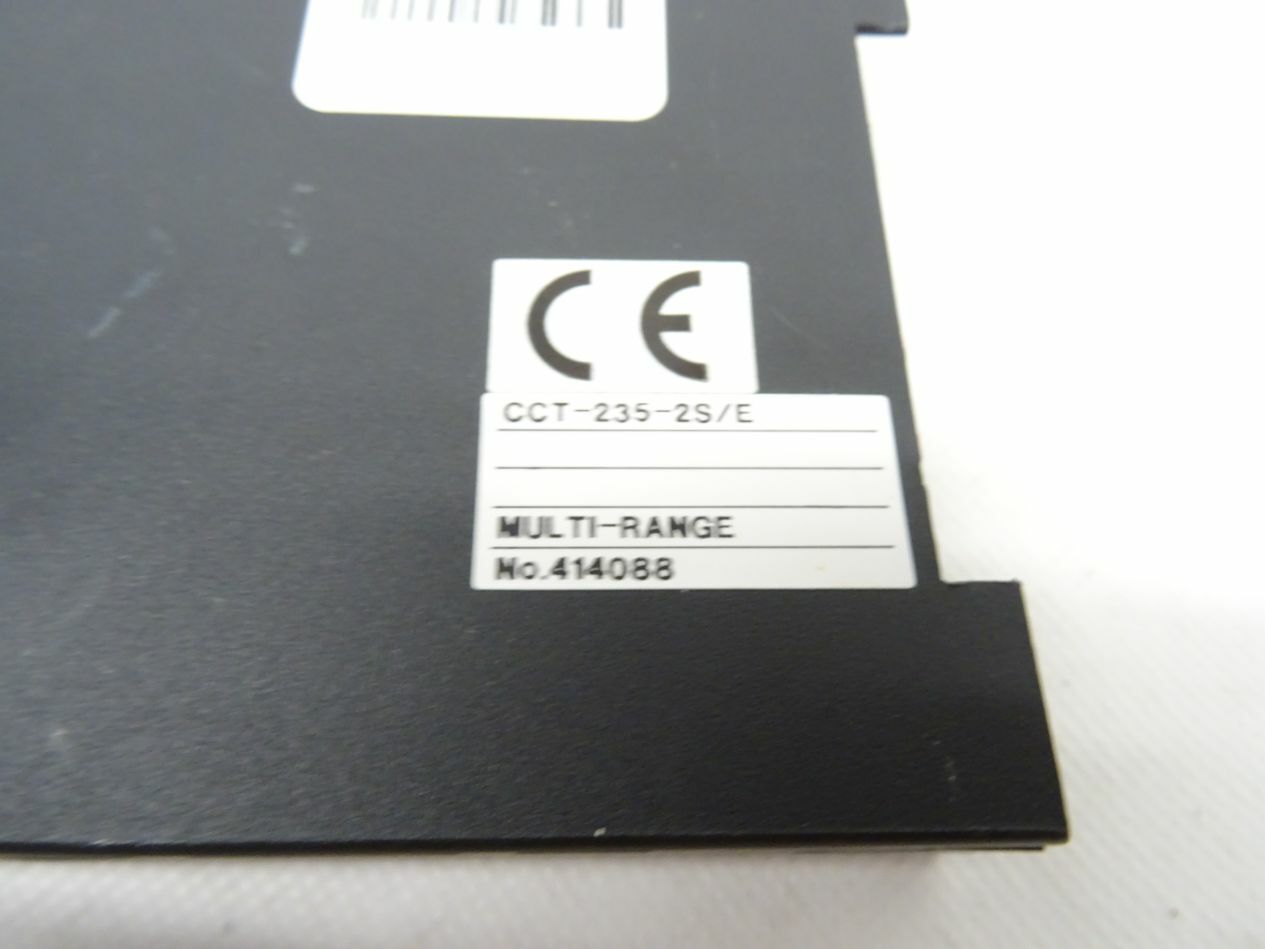 CE
CCT-235-2S/E
MULTI-RANGE
No.414088